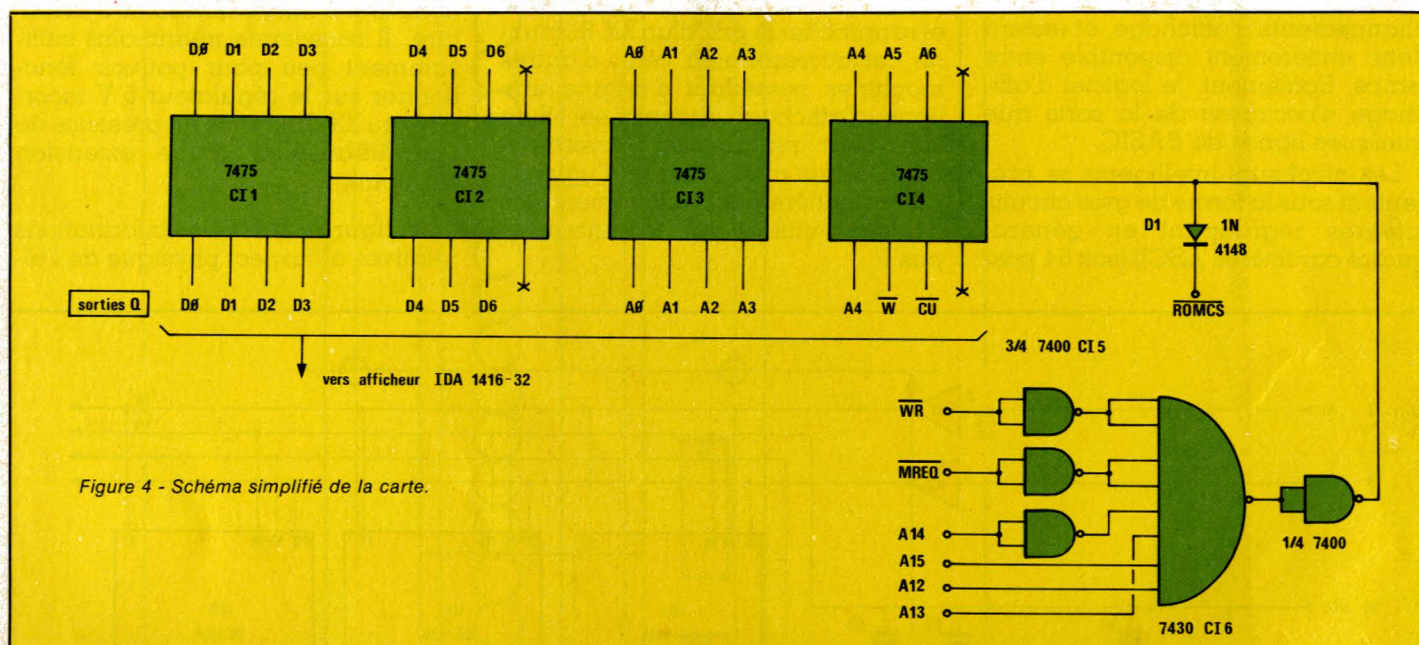 DØ D1 D2 D3 D4 D5 D6 AØ A1 A2 A3 A4 A5 A6
7475 CI 1
7475 CI 2
7475 CI 3
7475 CI 4
D1 1N 4148
ROMCS
sorties Q DØ D1 D2 D3 D4 D5 D6 AØ A1 A2 A3 A4 W CU
vers afficheur IDA 1416-32
3/4 7400 CI 5
WR
MREQ
A14
A15
A12
A13
1/4 7400
7430 CI 6
Figure 4 - Schéma simplifié de la carte.